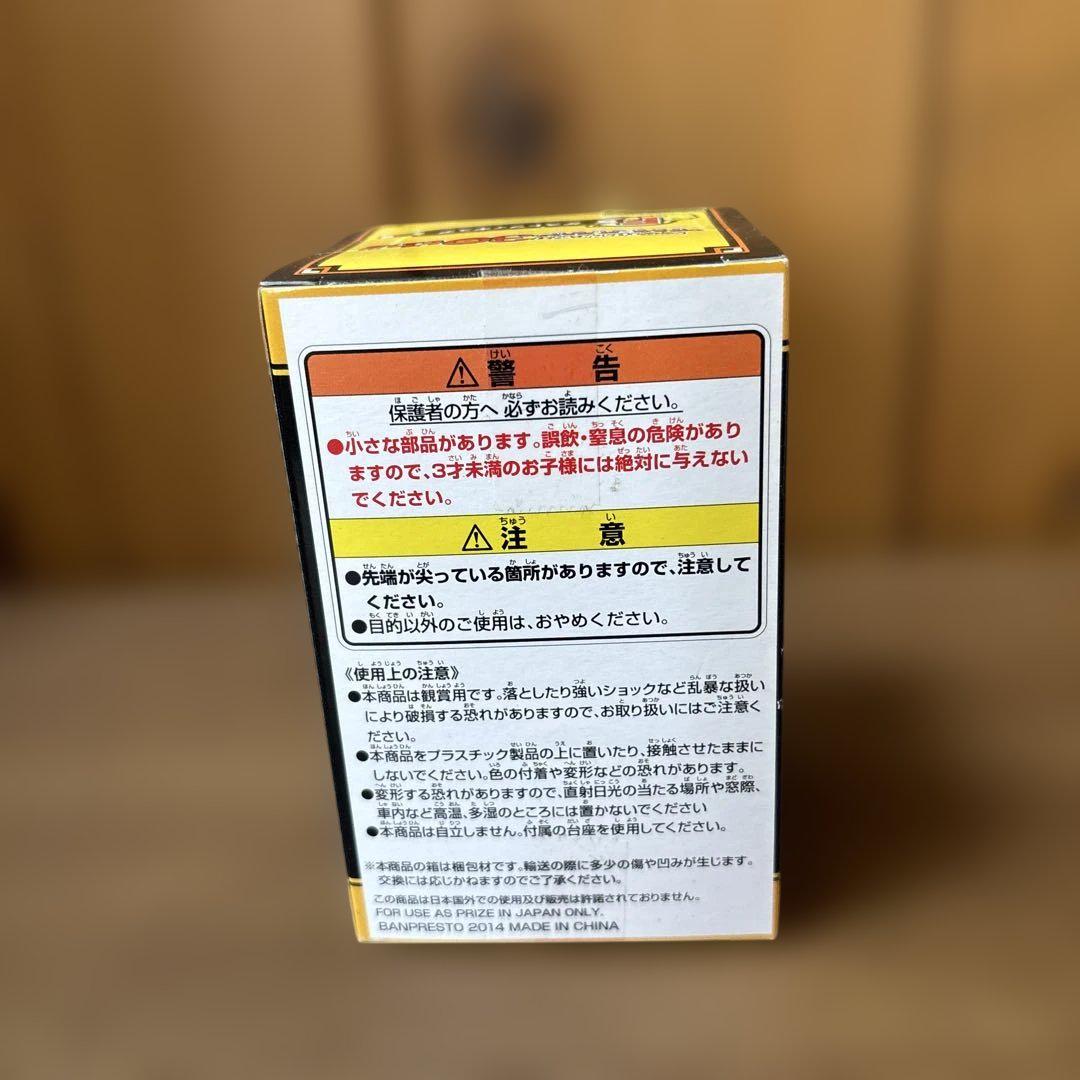 警告
保護者の方へ 必ずお読みください。
●小さな部品があります。誤飲・窒息の危険があり
ますので、3才未満のお子様には絶対に与えない
でください。
注意
●先端が尖っている箇所がありますので、注意して
ください。
●目的以外のご使用は、おやめください。
《使用上の注意》
●本商品は観賞用です。落としたり強いショックなど乱暴な扱い
により破損する恐れがありますので、お取り扱いにはご注意く
ださい。
●本商品をプラスチック製品の上に置いたり、接触させたままに
しないでください。色の付着や変形などの恐れがあります。
●変形する恐れがありますので、直射日光の当たる場所や窓際、
車内など高温、多湿のところには置かないでください
●本商品は自立しません。付属の台座を使用してください。
※本商品の箱は梱包材です。輸送の際に多少の傷や凹みが生じます。
交換には応じかねますのでご了承ください。
この商品は日本国外での使用及び販売は許諾されておりません。
FOR USE AS PRIZE IN JAPAN ONLY.
BANPRESTO 2014 MADE IN CHINA